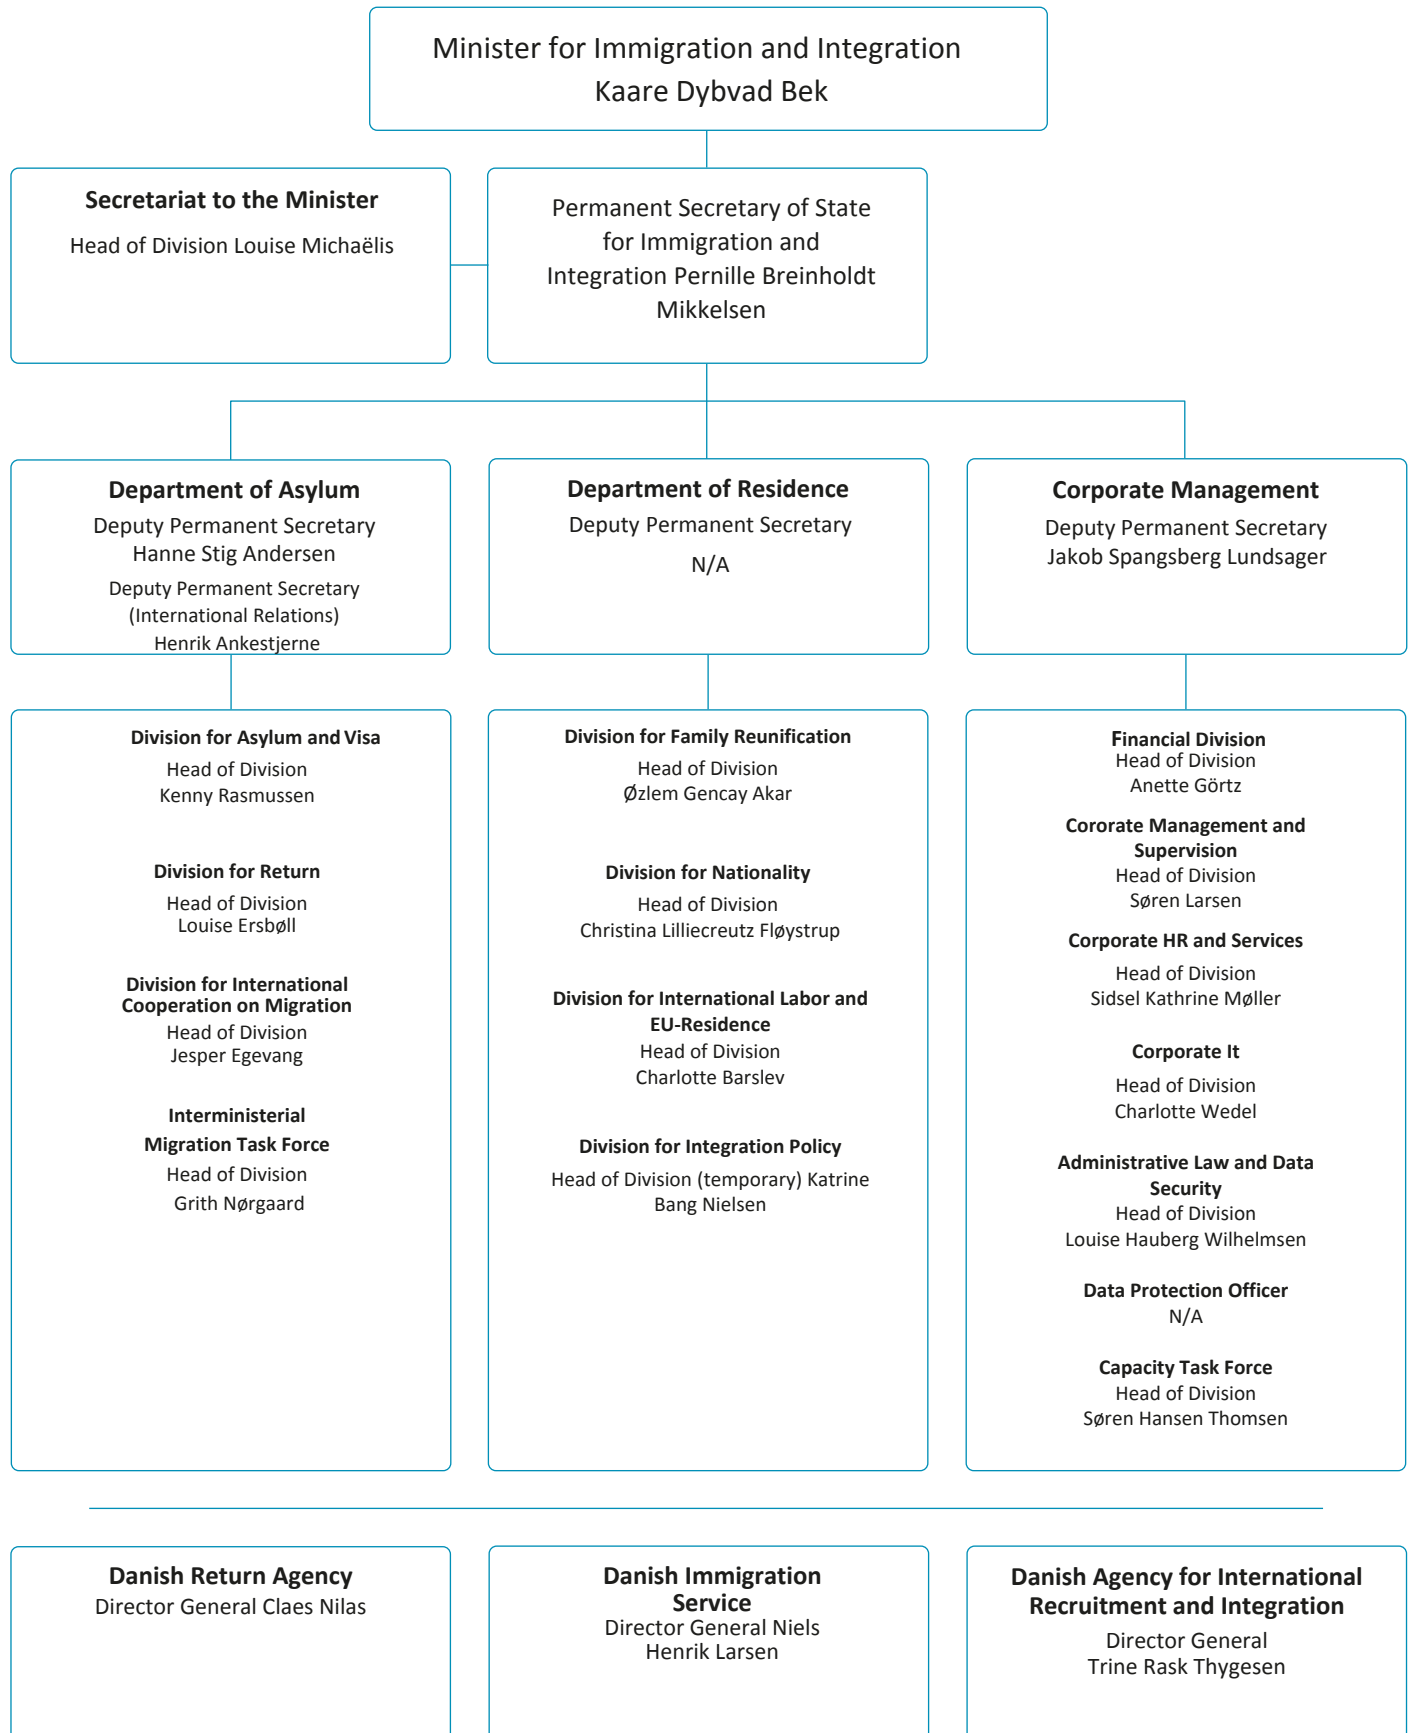 Minister for Immigration and Integration
Kaare Dybvad Bek
Secretariat to the Minister
Head of Division Louise Michaëlis
Permanent Secretary of State
for Immigration and
Integration Pernille Breinholdt
Mikkelsen
Department of Asylum
Deputy Permanent Secretary
Hanne Stig Andersen
Deputy Permanent Secretary
(International Relations)
Henrik Ankestjerne
Department of Residence
Deputy Permanent Secretary
N/A
Corporate Management
Deputy Permanent Secretary
Jakob Spangsberg Lundsager
Division for Asylum and Visa
Head of Division
Kenny Rasmussen
Division for Return
Head of Division
Louise Ersbøll
Division for International
Cooperation on Migration
Head of Division
Jesper Egevang
Interministerial
Migration Task Force
Head of Division
Grith Nørgaard
Division for Family Reunification
Head of Division
Øzlem Gencay Akar
Division for Nationality
Head of Division
Christina Lilliecreutz Fløystrup
Division for International Labor and
EU-Residence
Head of Division
Charlotte Barslev
Division for Integration Policy
Head of Division (temporary) Katrine
Bang Nielsen
Financial Division
Head of Division
Anette Görtz
Cororate Management and
Supervision
Head of Division
Søren Larsen
Corporate HR and Services
Head of Division
Sidsel Kathrine Møller
Corporate It
Head of Division
Charlotte Wedel
Administrative Law and Data
Security
Head of Division
Louise Hauberg Wilhelmsen
Data Protection Officer
N/A
Capacity Task Force
Head of Division
Søren Hansen Thomsen
Danish Return Agency
Director General Claes Nilas
Danish Immigration
Service
Director General Niels
Henrik Larsen
Danish Agency for International
Recruitment and Integration
Director General
Trine Rask Thygesen